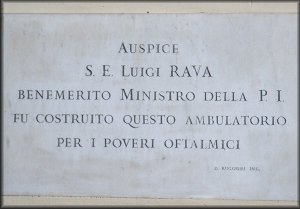 AUSPICE
S. E. LUIGI RAVA
BENEMERITO MINISTRO DELLA P. I.
FU COSTRUITO QUESTO AMBULATORIO
PER I POVERI OFTALMICI